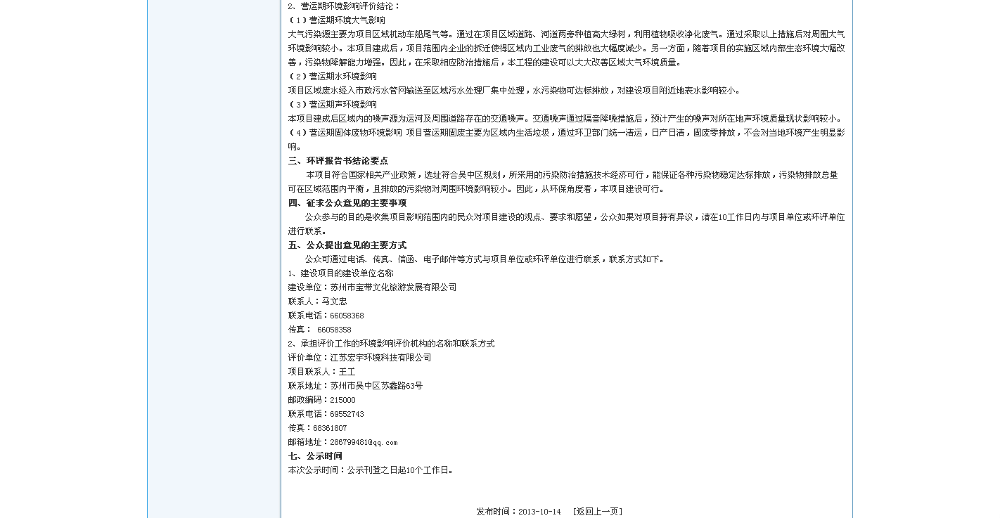 2、营运期环境影响评价结论：
（1）营运期环境大气影响
大气污染源主要为项目区域机动车船尾气等。通过在项目区域道路、河道两旁种植高大绿树，利用植物吸收净化废气。通过采取以上措施后对周围大气
环境影响较小。本项目建成后，项目范围内企业的拆迁使得区域内工业废气的排放也大幅度减少。另一方面，随着项目的实施区域内部生态环境大幅改
善，污染物降解能力增强。因此，在采取相应防治措施后，本工程的建设可以大大改善区域大气环境质量。
（2）营运期水环境影响
项目区域废水经入市政污水管网输送至区域污水处理厂集中处理，水污染物可达标排放，对建设项目附近地表水影响较小。
（3）营运期声环境影响
本项目建成后区域内的噪声源为运河及周围道路存在的交通噪声。交通噪声通过隔音降噪措施后，预计产生的噪声对所在地声环境质量现状影响较小。
（4）营运期固体废物环境影响 项目营运期固废主要为区域内生活垃圾，通过环卫部门统一清运，日产日清，固废零排放，不会对当地环境产生明显影
响。
三、环评报告书结论要点
本项目符合国家相关产业政策，选址符合吴中区规划，所采用的污染防治措施技术经济可行，能保证各种污染物稳定达标排放，污染物排放总量
可在区域范围内平衡，且排放的污染物对周围环境影响较小。因此，从环保角度看，本项目建设可行。
四、征求公众意见的主要事项
公众参与的目的是收集项目影响范围内的民众对项目建设的观点、要求和愿望，公众如果对项目持有异议，请在10工作日内与项目单位或环评单位
进行联系。
五、公众提出意见的主要方式
公众可通过电话、传真、信函、电子邮件等方式与项目单位或环评单位进行联系，联系方式如下。
1、建设项目的建设单位名称
建设单位：苏州市宝带文化旅游发展有限公司
联系人：马文忠
联系电话：66058368
传真： 66058358
2、承担评价工作的环境影响评价机构的名称和联系方式
评价单位：江苏宏宇环境科技有限公司
项目联系人：王工
联系地址：苏州市吴中区苏蠡路63号
邮政编码：215000
联系电话：69552743
传真：68361807
邮箱地址：286799481@qq.com
七、公示时间
本次公示时间：公示刊登之日起10个工作日。
发布时间：2013-10-14 [返回上一页]